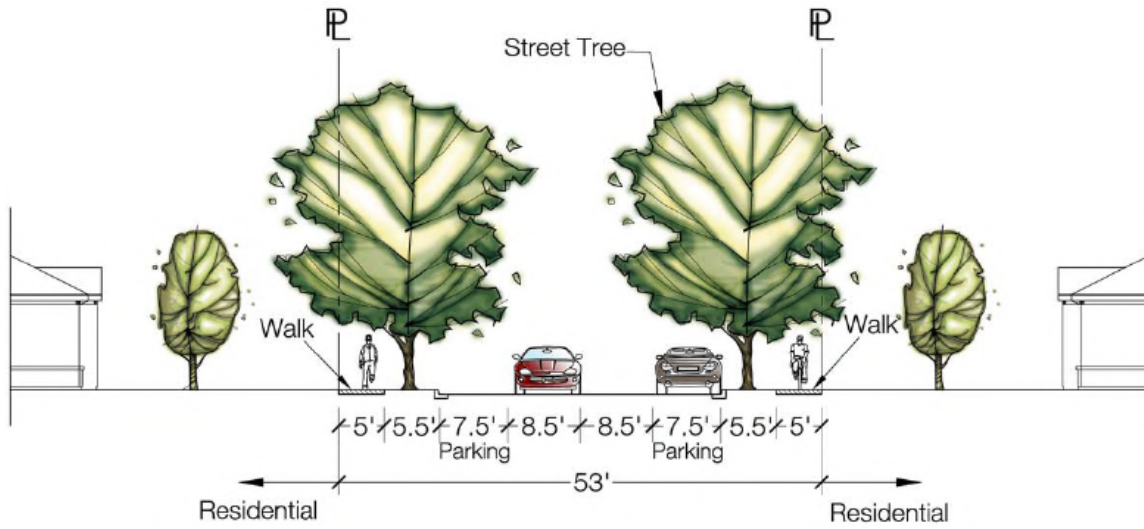 PL PL
Street Tree
Walk Walk
5' 5.5' 7.5' 8.5' 8.5' 7.5' 5.5' 5'
Parking Parking
53'
Residential Residential